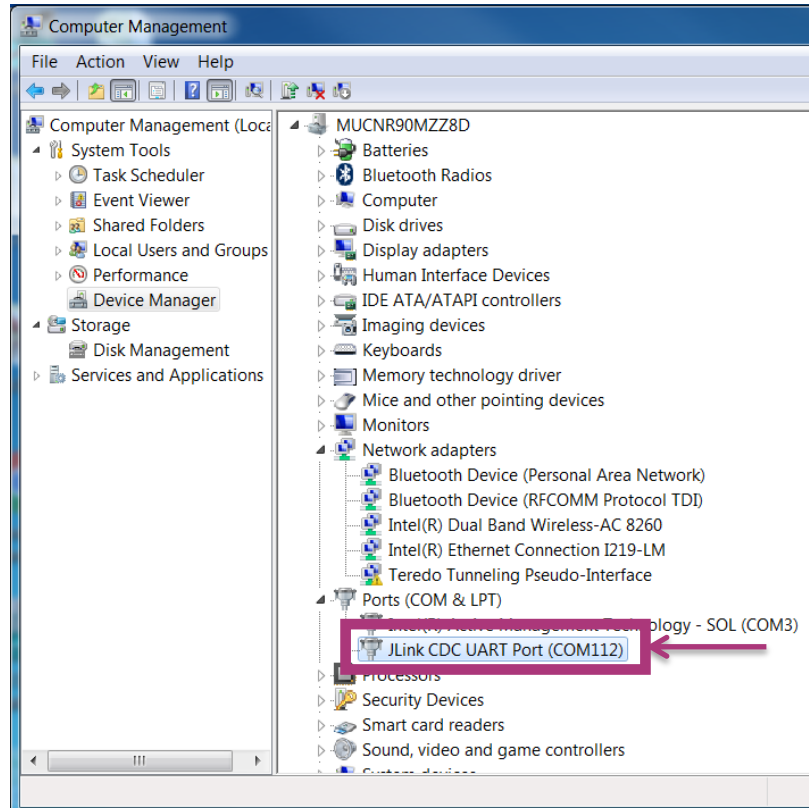 Computer Management
File Action View Help
Computer Management (Loca
System Tools
Task Scheduler
Event Viewer
Shared Folders
Local Users and Groups
Performance
Device Manager
Storage
Disk Management
Services and Applications
MUCNR90MZZ8D
Batteries
Bluetooth Radios
Computer
Disk drives
Display adapters
Human Interface Devices
IDE ATA/ATAPI controllers
Imaging devices
Keyboards
Memory technology driver
Mice and other pointing devices
Monitors
Network adapters
Bluetooth Device (Personal Area Network)
Bluetooth Device (RFCOMM Protocol TDI)
Intel(R) Dual Band Wireless-AC 8260
Intel(R) Ethernet Connection I219-LM
Teredo Tunneling Pseudo-Interface
Ports (COM & LPT)
Intel(R) Active Management Technology - SOL (COM3)
JLink CDC UART Port (COM112)
Processors
Security Devices
Smart card readers
Sound, video and game controllers
System devices